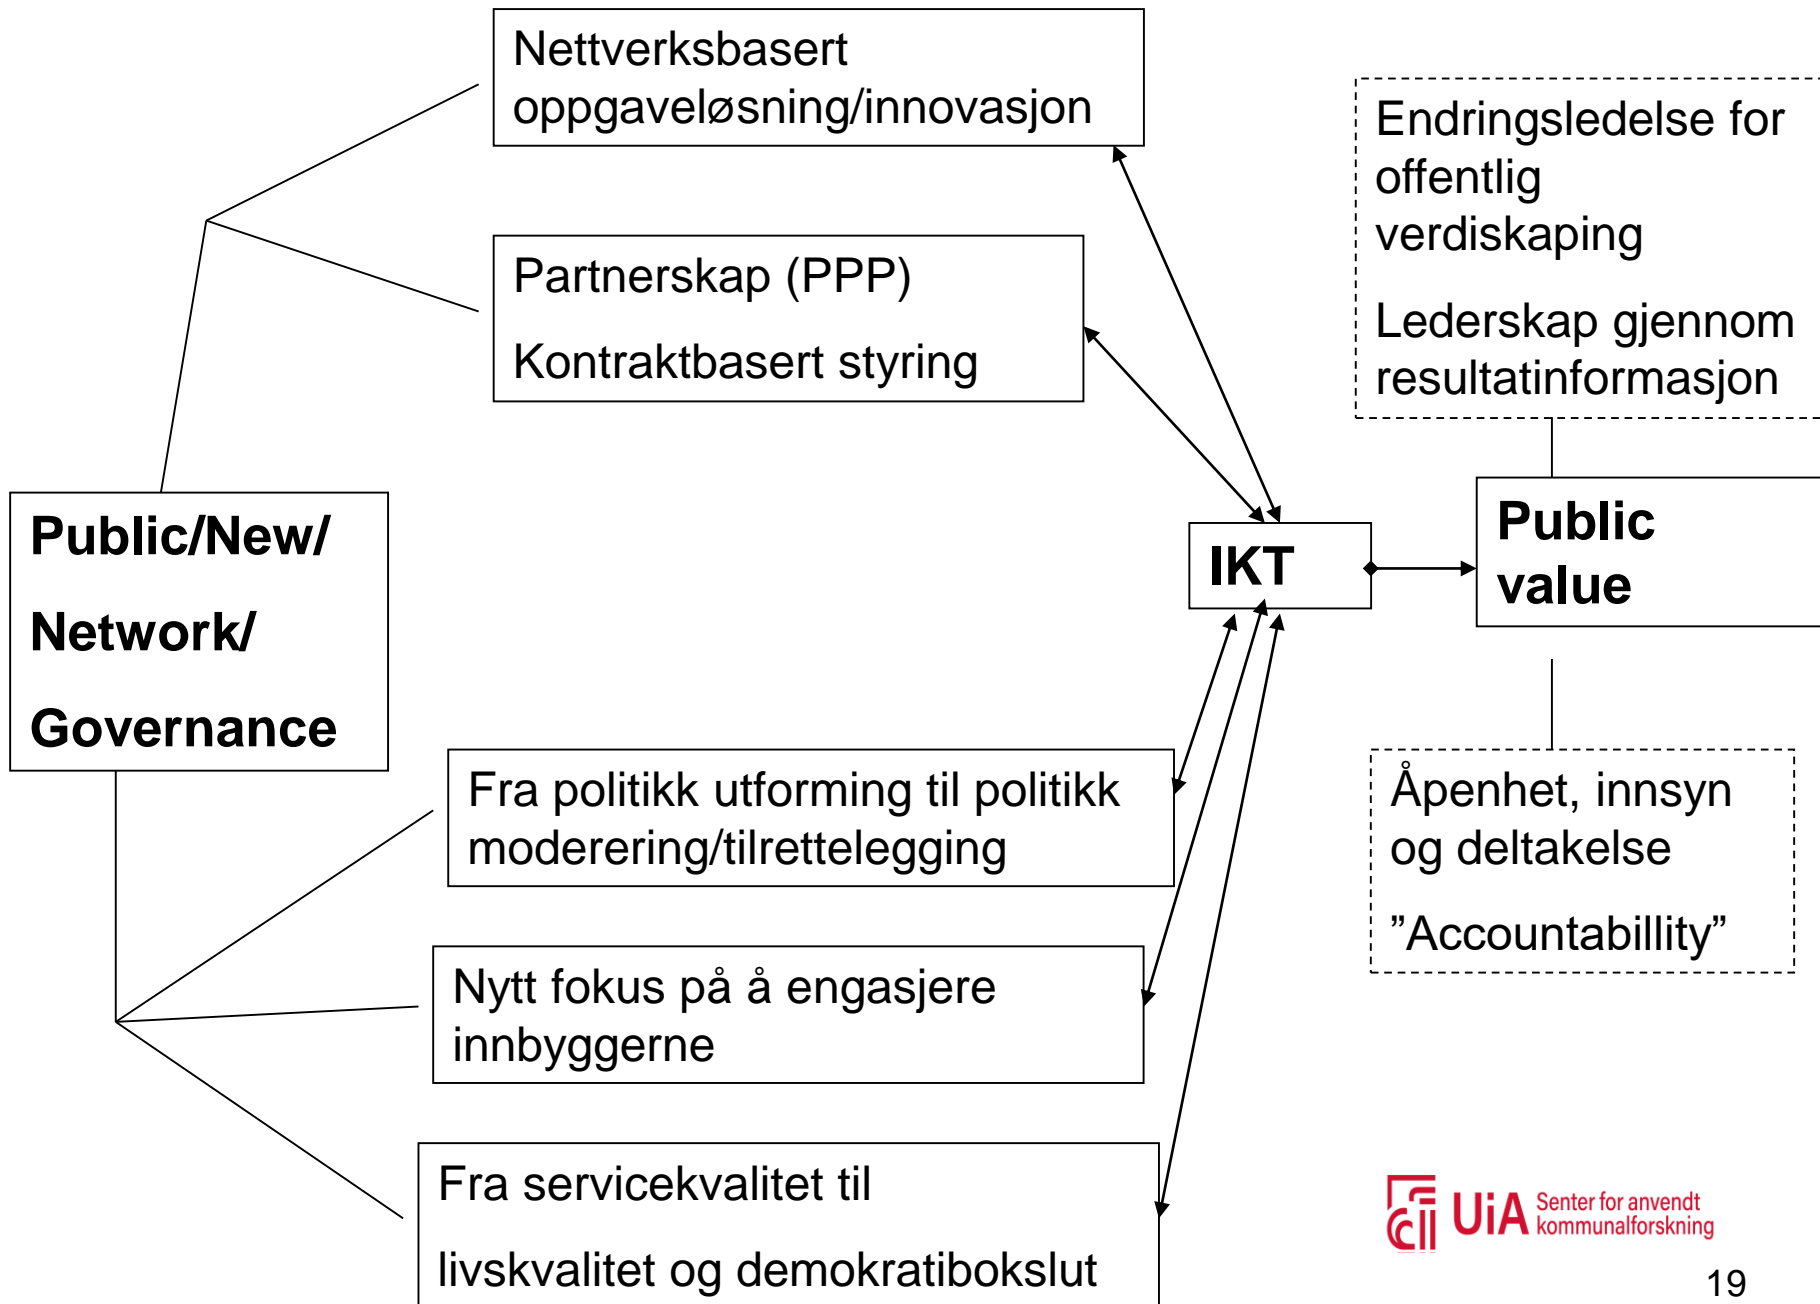 Nettverksbasert
oppgaveløsning/innovasjon
Endringsledelse for
offentlig
verdiskaping
Lederskap gjennom
resultatinformasjon
Partnerskap (PPP)
Kontraktbasert styring
Public/New/
Network/
Governance
IKT
Public
value
Fra politikk utforming til politikk
moderering/tilrettelegging
Åpenhet, innsyn
og deltakelse
”Accountabillity”
Nytt fokus på å engasjere
innbyggerne
Fra servicekvalitet til
livskvalitet og demokratibokslut
UiA Senter for anvendt
kommunalforskning
19